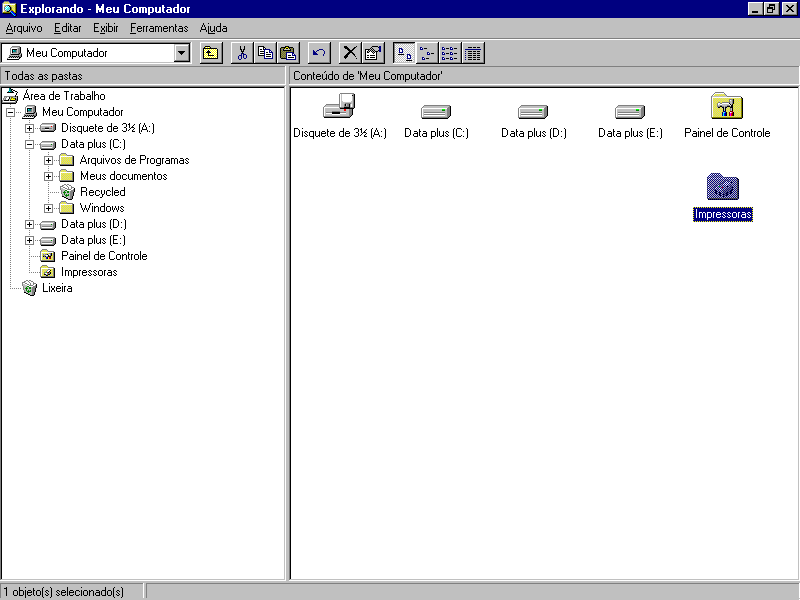 Explorando - Meu Computador
Arquivo Editar Exibir Ferramentas Ajuda
Meu Computador
Todas as pastas
Conteúdo de 'Meu Computador'
Área de Trabalho
Meu Computador
Disquete de 3½ (A:)
Data plus (C:)
Arquivos de Programas
Meus documentos
Recycled
Windows
Data plus (D:)
Data plus (E:)
Painel de Controle
Impressoras
Lixeira
Disquete de 3½ (A:)
Data plus (C:)
Data plus (D:)
Data plus (E:)
Painel de Controle
Impressoras
1 objeto(s) selecionado(s)